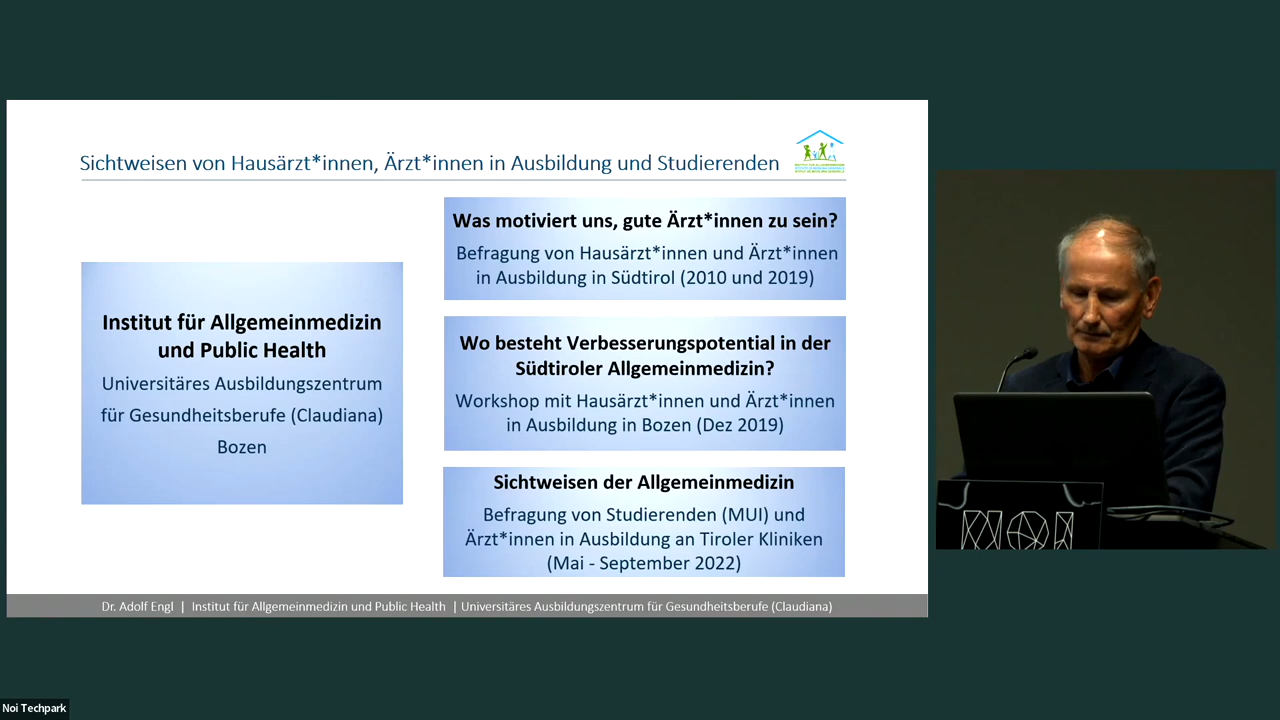 Sichtweisen von Hausärzt*innen, Ärzt*innen in Ausbildung und Studierenden
Institut für Allgemeinmedizin
und Public Health
Universitäres Ausbildungszentrum
für Gesundheitsberufe (Claudiana)
Bozen
Was motiviert uns, gute Ärzt*innen zu sein?
Befragung von Hausärzt*innen und Ärzt*innen
in Ausbildung in Südtirol (2010 und 2019)
Wo besteht Verbesserungspotential in der
Südtiroler Allgemeinmedizin?
Workshop mit Hausärzt*innen und Ärzt*innen
in Ausbildung in Bozen (Dez 2019)
Sichtweisen der Allgemeinmedizin
Befragung von Studierenden (MUI) und
Ärzt*innen in Ausbildung an Tiroler Kliniken
(Mai - September 2022)
Dr. Adolf Engl | Institut für Allgemeinmedizin und Public Health | Universitäres Ausbildungszentrum für Gesundheitsberufe (Claudiana)
NOI
Noi Techpark